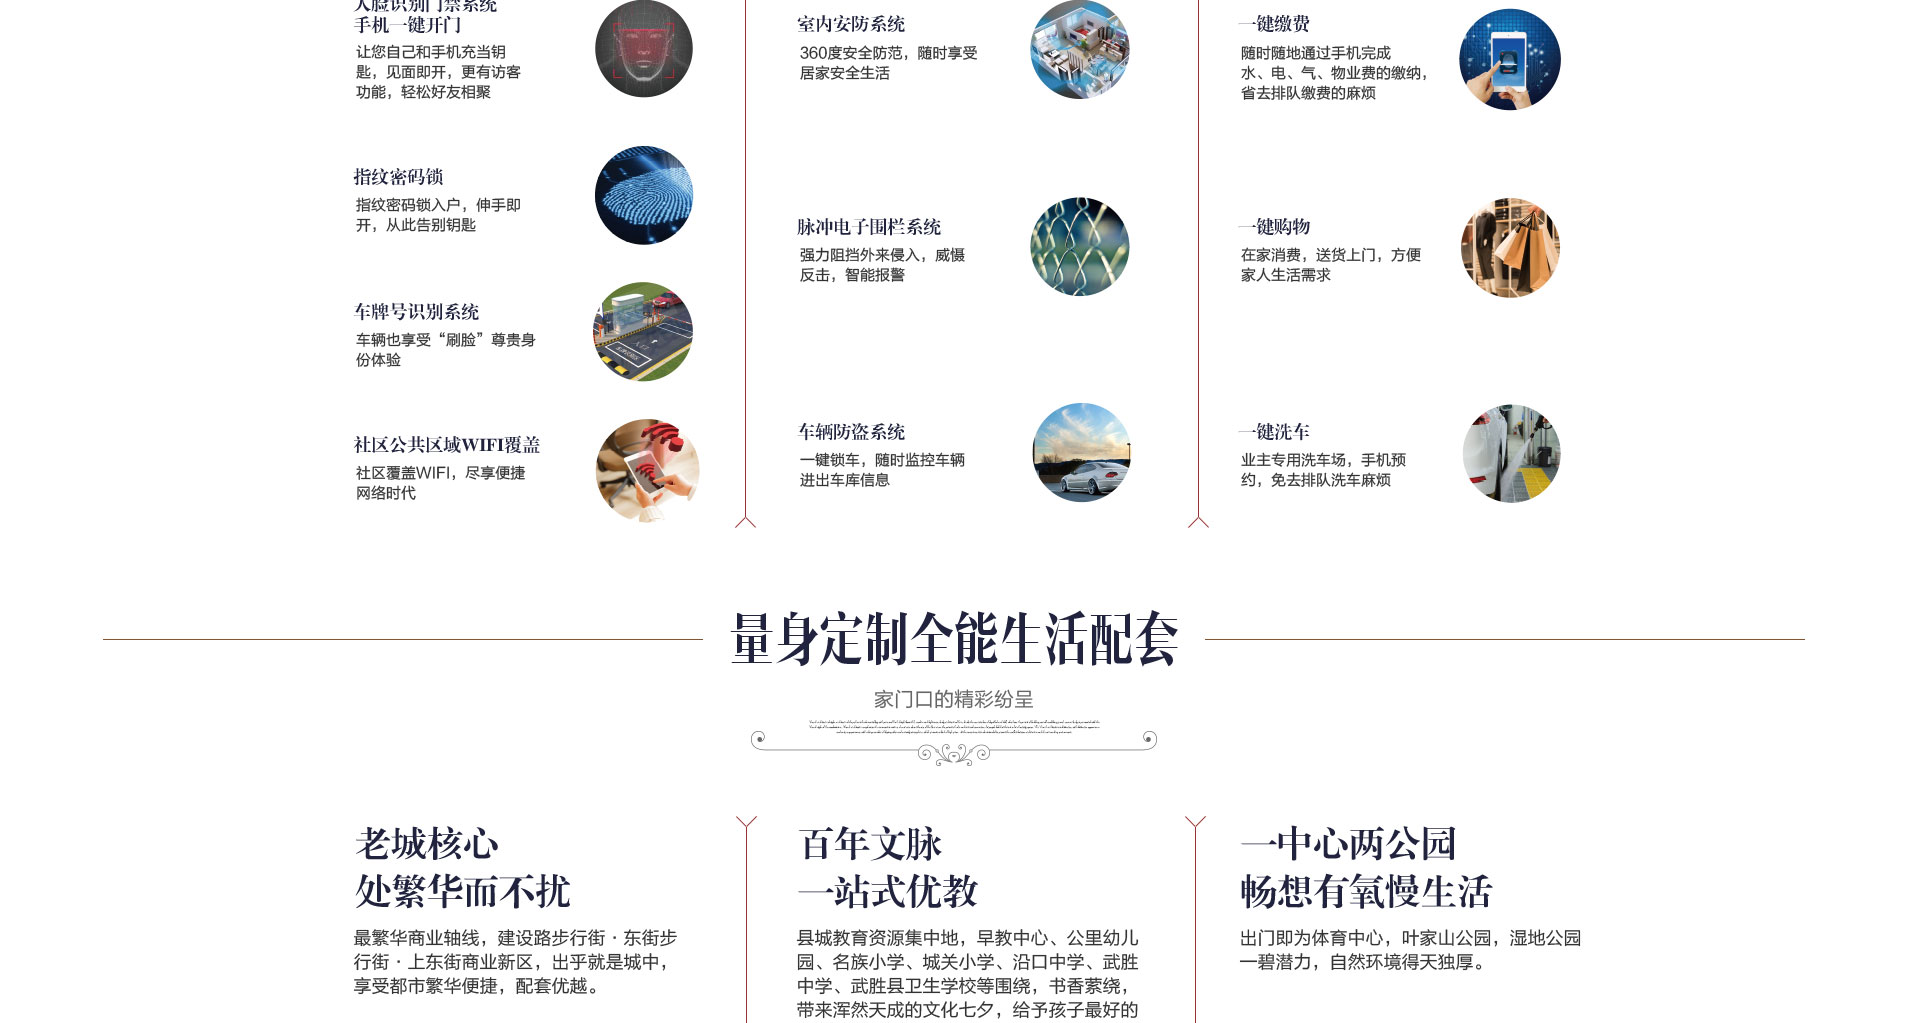 人脸识别门禁系统
手机一键开门
让您自己和手机充当钥
匙，见面即开，更有访客
功能，轻松好友相聚
指纹密码锁
指纹密码锁入户，伸手即
开，从此告别钥匙
车牌号识别系统
车辆也享受“刷脸”尊贵身
份体验
社区公共区域WIFI覆盖
社区覆盖WIFI，尽享便捷
网络时代
室内安防系统
360度安全防范，随时享受
居家安全生活
脉冲电子围栏系统
强力阻挡外来侵入，威慑
反击，智能报警
车辆防盗系统
一键锁车，随时监控车辆
进出车库信息
一键缴费
随时随地通过手机完成
水、电、气、物业费的缴纳，
省去排队缴费的麻烦
一键购物
在家消费，送货上门，方便
家人生活需求
一键洗车
业主专用洗车场，手机预
约，免去排队洗车麻烦
量身定制全能生活配套
家门口的精彩纷呈
老城核心
处繁华而不扰
最繁华商业轴线，建设路步行街·东街步
行街·上东街商业新区，出乎就是城中，
享受都市繁华便捷，配套优越。
百年文脉
一站式优教
县城教育资源集中地，早教中心、公里幼儿
园、名族小学、城关小学、沿口中学、武胜
中学、武胜县卫生学校等围绕，书香萦绕，
带来浑然天成的文化七夕，给予孩子最好的
一中心两公园
畅想有氧慢生活
出门即为体育中心，叶家山公园，湿地公园
一碧潜力，自然环境得天独厚。